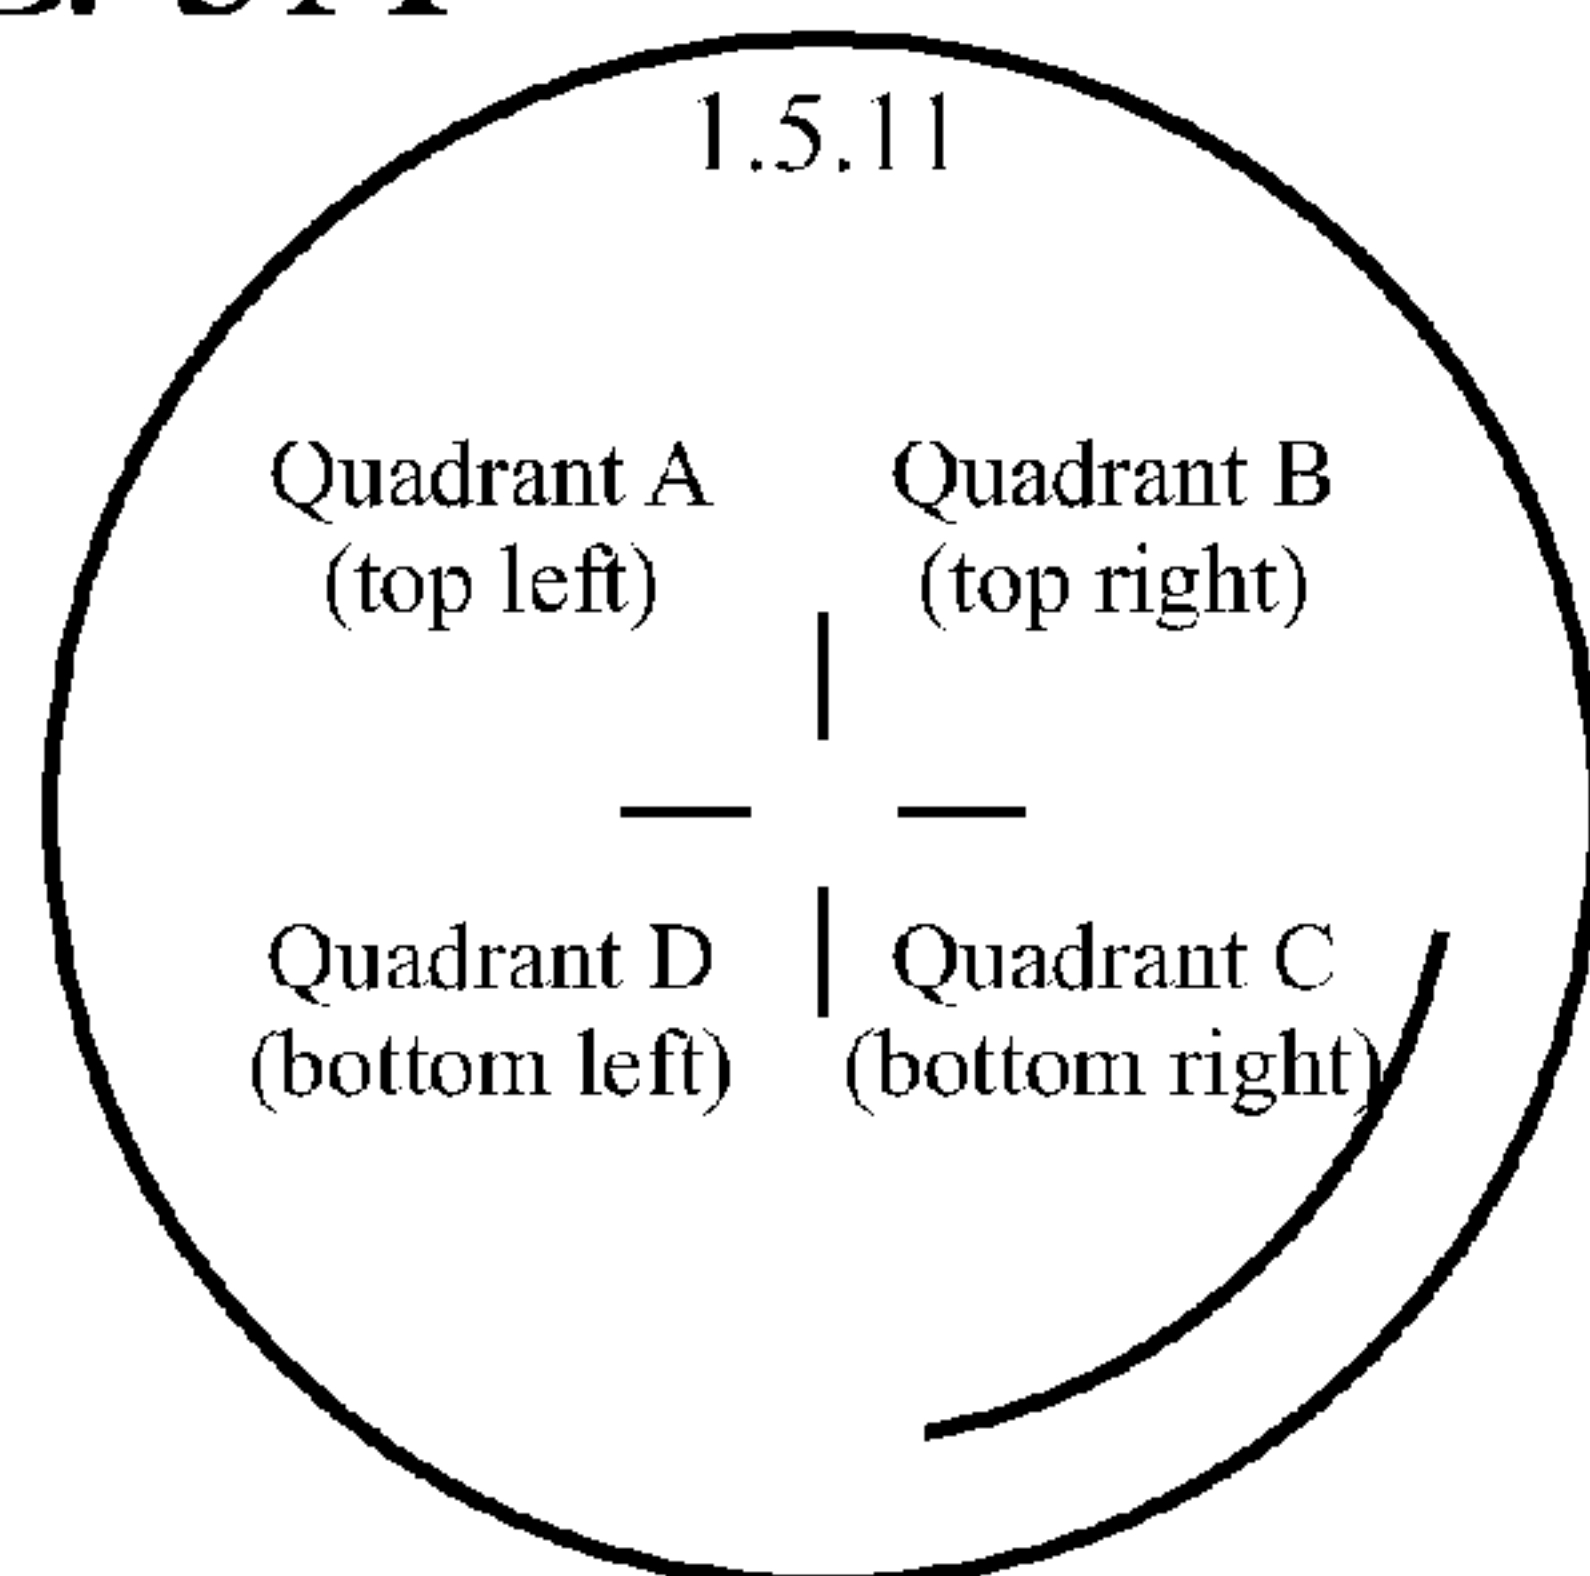 1.5.11
Quadrant A
(top left)
Quadrant B
(top right)
Quadrant D
(bottom left)
Quadrant C
(bottom right)